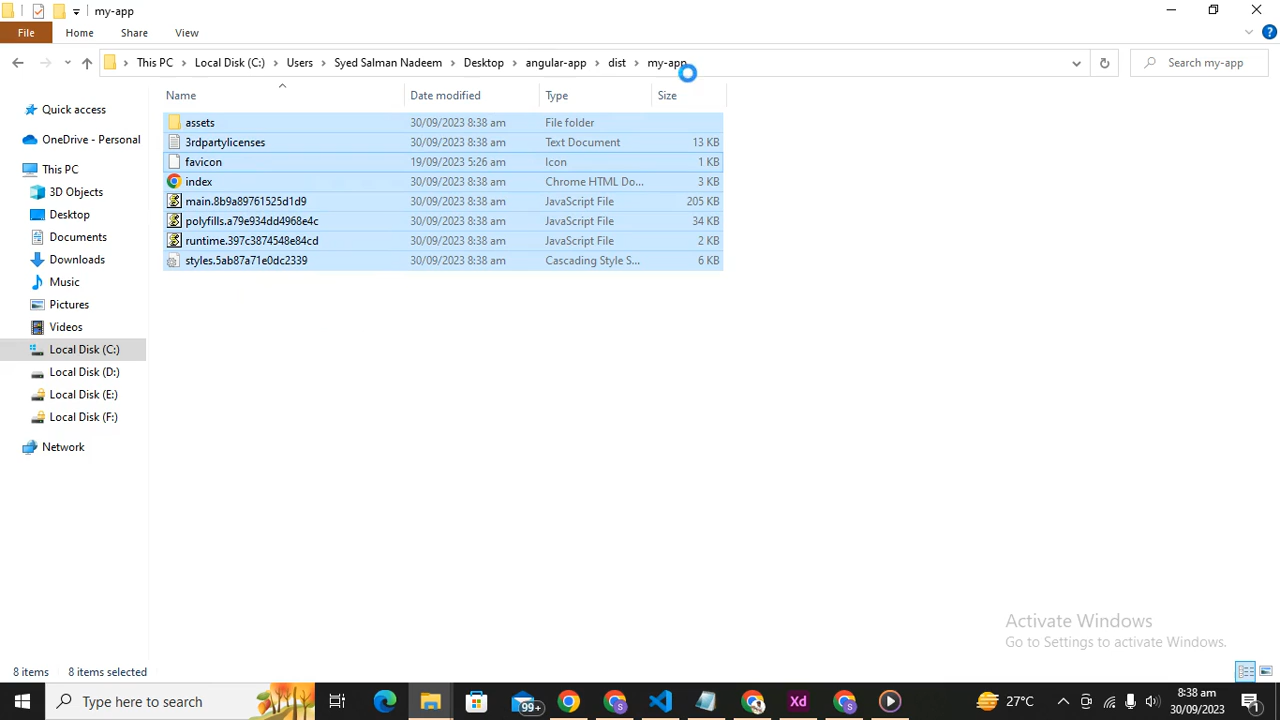 my-app
File Home Share View
This PC Local Disk (C:) Users Syed Salman Nadeem Desktop angular-app dist my-app Search my-app
Name Date modified Type Size
Quick access
OneDrive - Personal
This PC
3D Objects
Desktop
Documents
Downloads
Music
Pictures
Videos
Local Disk (C:)
Local Disk (D:)
Local Disk (E:)
Local Disk (F:)
Network
assets 30/09/2023 8:38 am File folder
3rdpartylicenses 30/09/2023 8:38 am Text Document 13 KB
favicon 19/09/2023 5:26 am Icon 1 KB
index 30/09/2023 8:38 am Chrome HTML Do... 3 KB
main.8b9a89761525d1d9 30/09/2023 8:38 am JavaScript File 205 KB
polyfills.a79e934dd4968e4c 30/09/2023 8:38 am JavaScript File 34 KB
runtime.397c3874548e84cd 30/09/2023 8:38 am JavaScript File 2 KB
styles.5ab87a71e0dc2339 30/09/2023 8:38 am Cascading Style S... 6 KB
Activate Windows
Go to Settings to activate Windows.
8 items 8 items selected
Type here to search
99+
Xd
27°C
8:38 am
30/09/2023
1